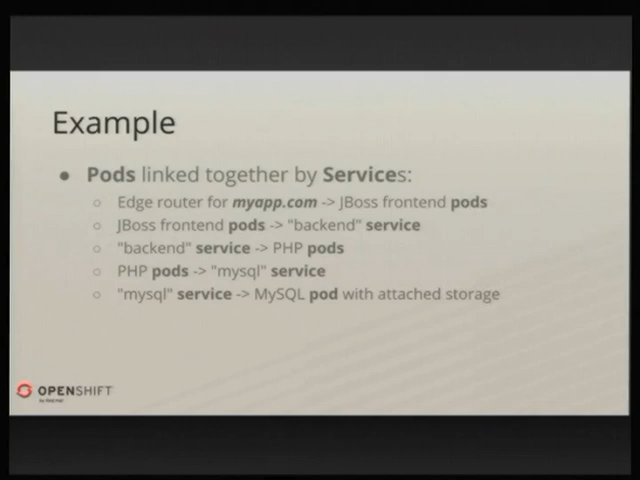 Example
● Pods linked together by Services:
○ Edge router for myapp.com -> JBoss frontend pods
○ JBoss frontend pods -> "backend" service
○ "backend" service -> PHP pods
○ PHP pods -> "mysql" service
○ "mysql" service -> MySQL pod with attached storage
OPENSHIFT
by Red Hat